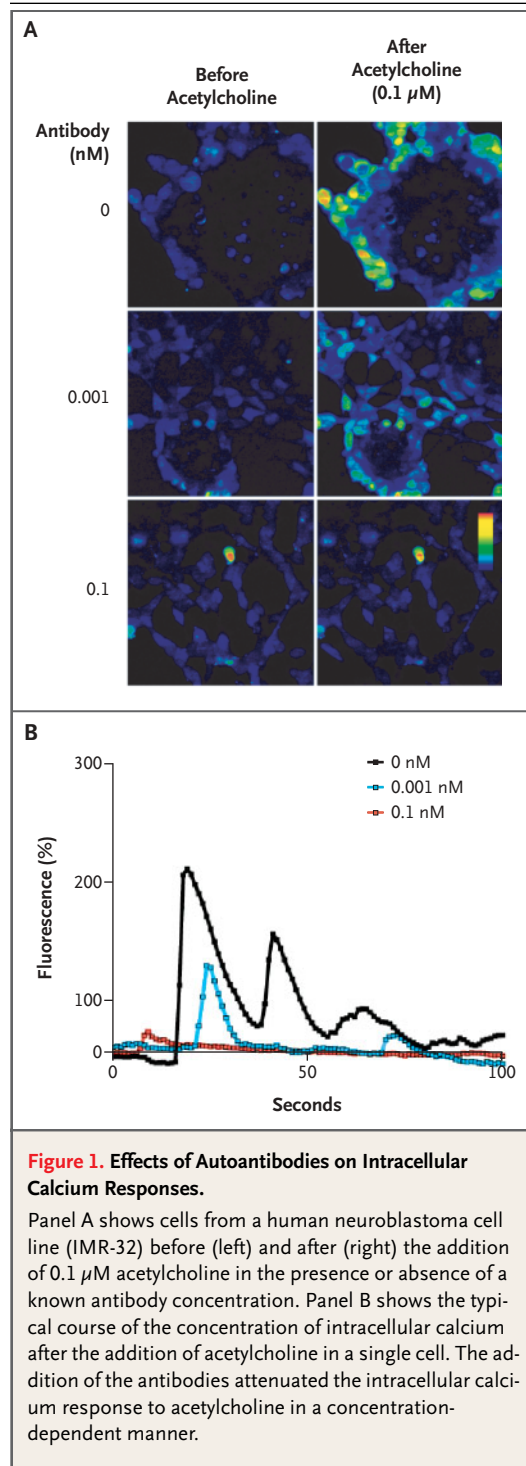 A
Before
Acetylcholine
After
Acetylcholine
(0.1 µM)
Antibody
(nM)
0
0.001
0.1
B
300
200
100
0
Fluorescence (%)
0 nM
0.001 nM
0.1 nM
0
50
100
Seconds
Figure 1. Effects of Autoantibodies on Intracellular
Calcium Responses.
Panel A shows cells from a human neuroblastoma cell
line (IMR-32) before (left) and after (right) the addition
of 0.1 µM acetylcholine in the presence or absence of a
known antibody concentration. Panel B shows the typi-
cal course of the concentration of intracellular calcium
after the addition of acetylcholine in a single cell. The ad-
dition of the antibodies attenuated the intracellular calci-
um response to acetylcholine in a concentration-
dependent manner.